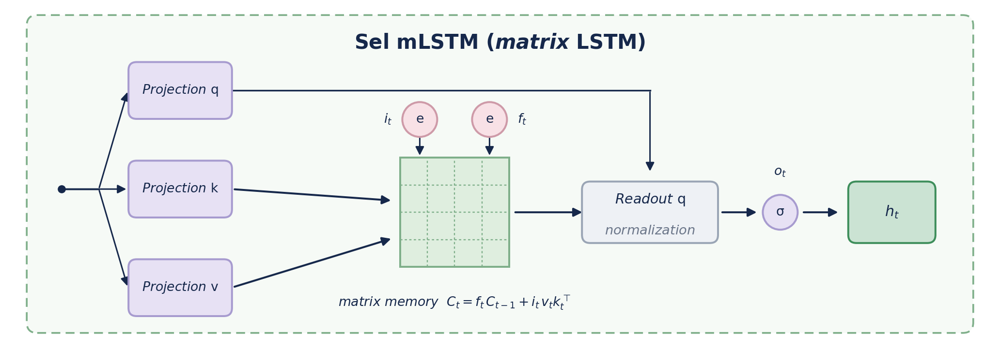 Sel mLSTM (matrix LSTM)
Projection q
i_t e e f_t
Projection k
o_t
Readout q
σ
h_t
normalization
Projection v
matrix memory C_t = f_t C_{t−1} + i_t v_t k_t^⊤